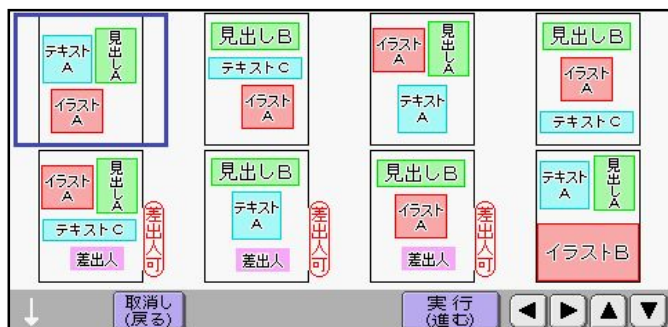 テキスト
A
見出しA
イラスト
A
見出しB
テキストC
イラスト
A
イラスト
A
見出しA
テキスト
A
見出しB
イラスト
A
テキストC
イラスト
A
見出しA
テキストC
差出人
差出人可
見出しB
テキスト
A
差出人
差出人可
見出しB
イラスト
A
差出人
差出人可
テキスト
A
見出しA
イラストB
取消し
(戻る)
実行
(進む)